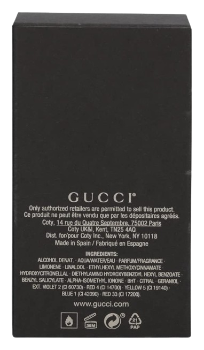 GUCCI
Only authorized retailers are permitted to sell this product.
Ce produit ne peut être vendu que par les dépositaires agréés.
Coty, 14 rue du Quatre Septembre, 75002 Paris
Coty UK&I, Kent, TN25 4AQ
Dist. for/pour Coty Inc., New York, NY 10118
Made in Spain / Fabriqué en Espagne
INGREDIENTS:
ALCOHOL DENAT. · AQUA/WATER/EAU · PARFUM/FRAGRANCE
LIMONENE · LINALOOL · ETHYLHEXYL METHOXYCINNAMATE
HYDROXYCITRONELLAL · DIETHYLAMINO HYDROXYBENZOYL HEXYL BENZOATE
BENZYL SALICYLATE · ALPHA-ISOMETHYL IONONE · BHT · CITRAL · GERANIOL
EXT. VIOLET 2 (CI 60730) · RED 4 (CI 14700) · YELLOW 5 (CI 19140)
BLUE 1 (CI 42090) · RED 33 (CI 17200).
www.gucci.com
36M
21
PAP